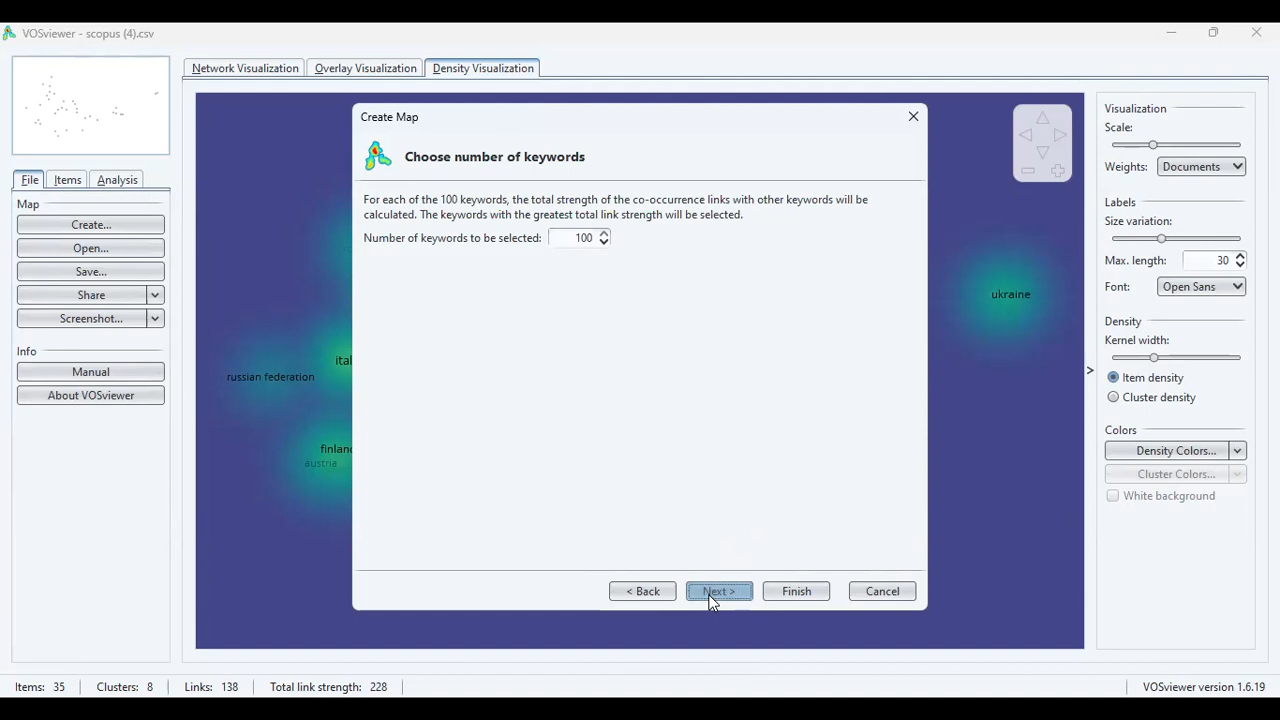 VOSviewer - scopus (4).csv
Network Visualization
Overlay Visualization
Density Visualization
File
Items
Analysis
Map
Create...
Open...
Save...
Share
Screenshot...
Info
Manual
About VOSviewer
russian federation
ital
finland
austria
ukraine
Create Map
Choose number of keywords
For each of the 100 keywords, the total strength of the co-occurrence links with other keywords will be
calculated. The keywords with the greatest total link strength will be selected.
Number of keywords to be selected: 100
< Back
Next >
Finish
Cancel
Visualization
Scale:
Weights: Documents
Labels
Size variation:
Max. length: 30
Font: Open Sans
>
Density
Kernel width:
Item density
Cluster density
Colors
Density Colors...
Cluster Colors...
White background
Items: 35
Clusters: 8
Links: 138
Total link strength: 228
VOSviewer version 1.6.19